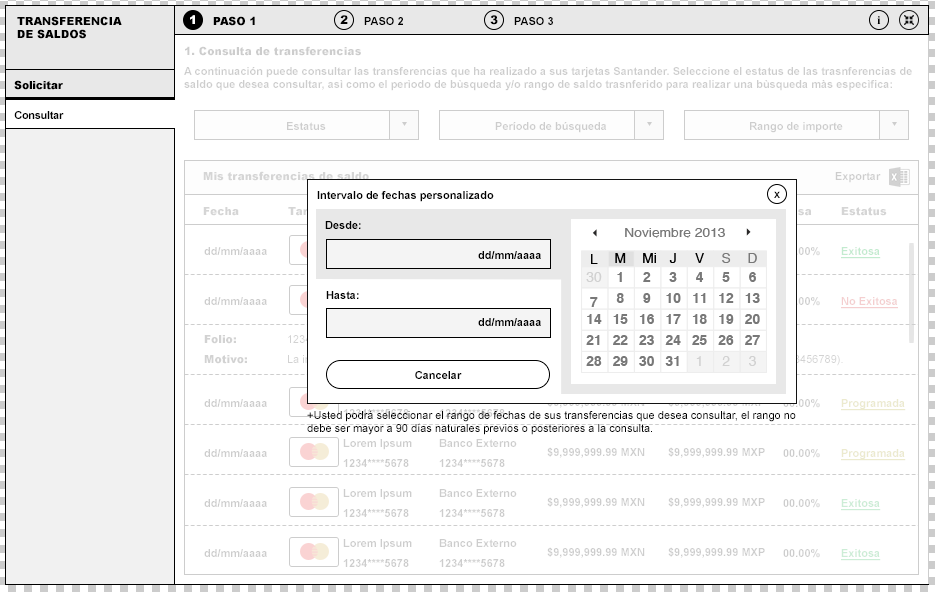 TRANSFERENCIA
DE SALDOS
1 PASO 1
2 PASO 2
3 PASO 3
i
Solicitar
Consultar
1. Consulta de transferencias
A continuación puede consultar las transferencias que ha realizado a sus tarjetas Santander. Seleccione el estatus de las trasnferencias de
saldo que desea consultar, asi como el periodo de búsqueda y/o rango de saldo trasnferido para realizar una búsqueda más especifica:
Estatus
Período de búsqueda
Rango de importe
Mis transferencias de saldo
Exportar
Fecha
Estatus
dd/mm/aaaa
Exitosa
dd/mm/aaaa
No Exitosa
Folio:
Motivo:
dd/mm/aaaa
Programada
Intervalo de fechas personalizado
x
Desde:
dd/mm/aaaa
Hasta:
dd/mm/aaaa
Cancelar
Noviembre 2013
L M Mi J V S D
30 1 2 3 4 5 6
7 8 9 10 11 12 13
14 15 16 17 18 19 20
21 22 23 24 25 26 27
28 29 30 31 1 2 3
+Usted podrá seleccionar el rango de fechas de sus transferencias que desea consultar, el rango no
debe ser mayor a 90 días naturales previos o posteriores a la consulta.
dd/mm/aaaa Lorem Ipsum Banco Externo $9,999,999.99 MXN $9,999,999.99 MXP 00.00% Programada
1234****5678 1234****5678
dd/mm/aaaa Lorem Ipsum Banco Externo $9,999,999.99 MXN $9,999,999.99 MXP 00.00% Exitosa
1234****5678 1234****5678
dd/mm/aaaa Lorem Ipsum Banco Externo $9,999,999.99 MXN $9,999,999.99 MXP 00.00% Exitosa
1234****5678 1234****5678